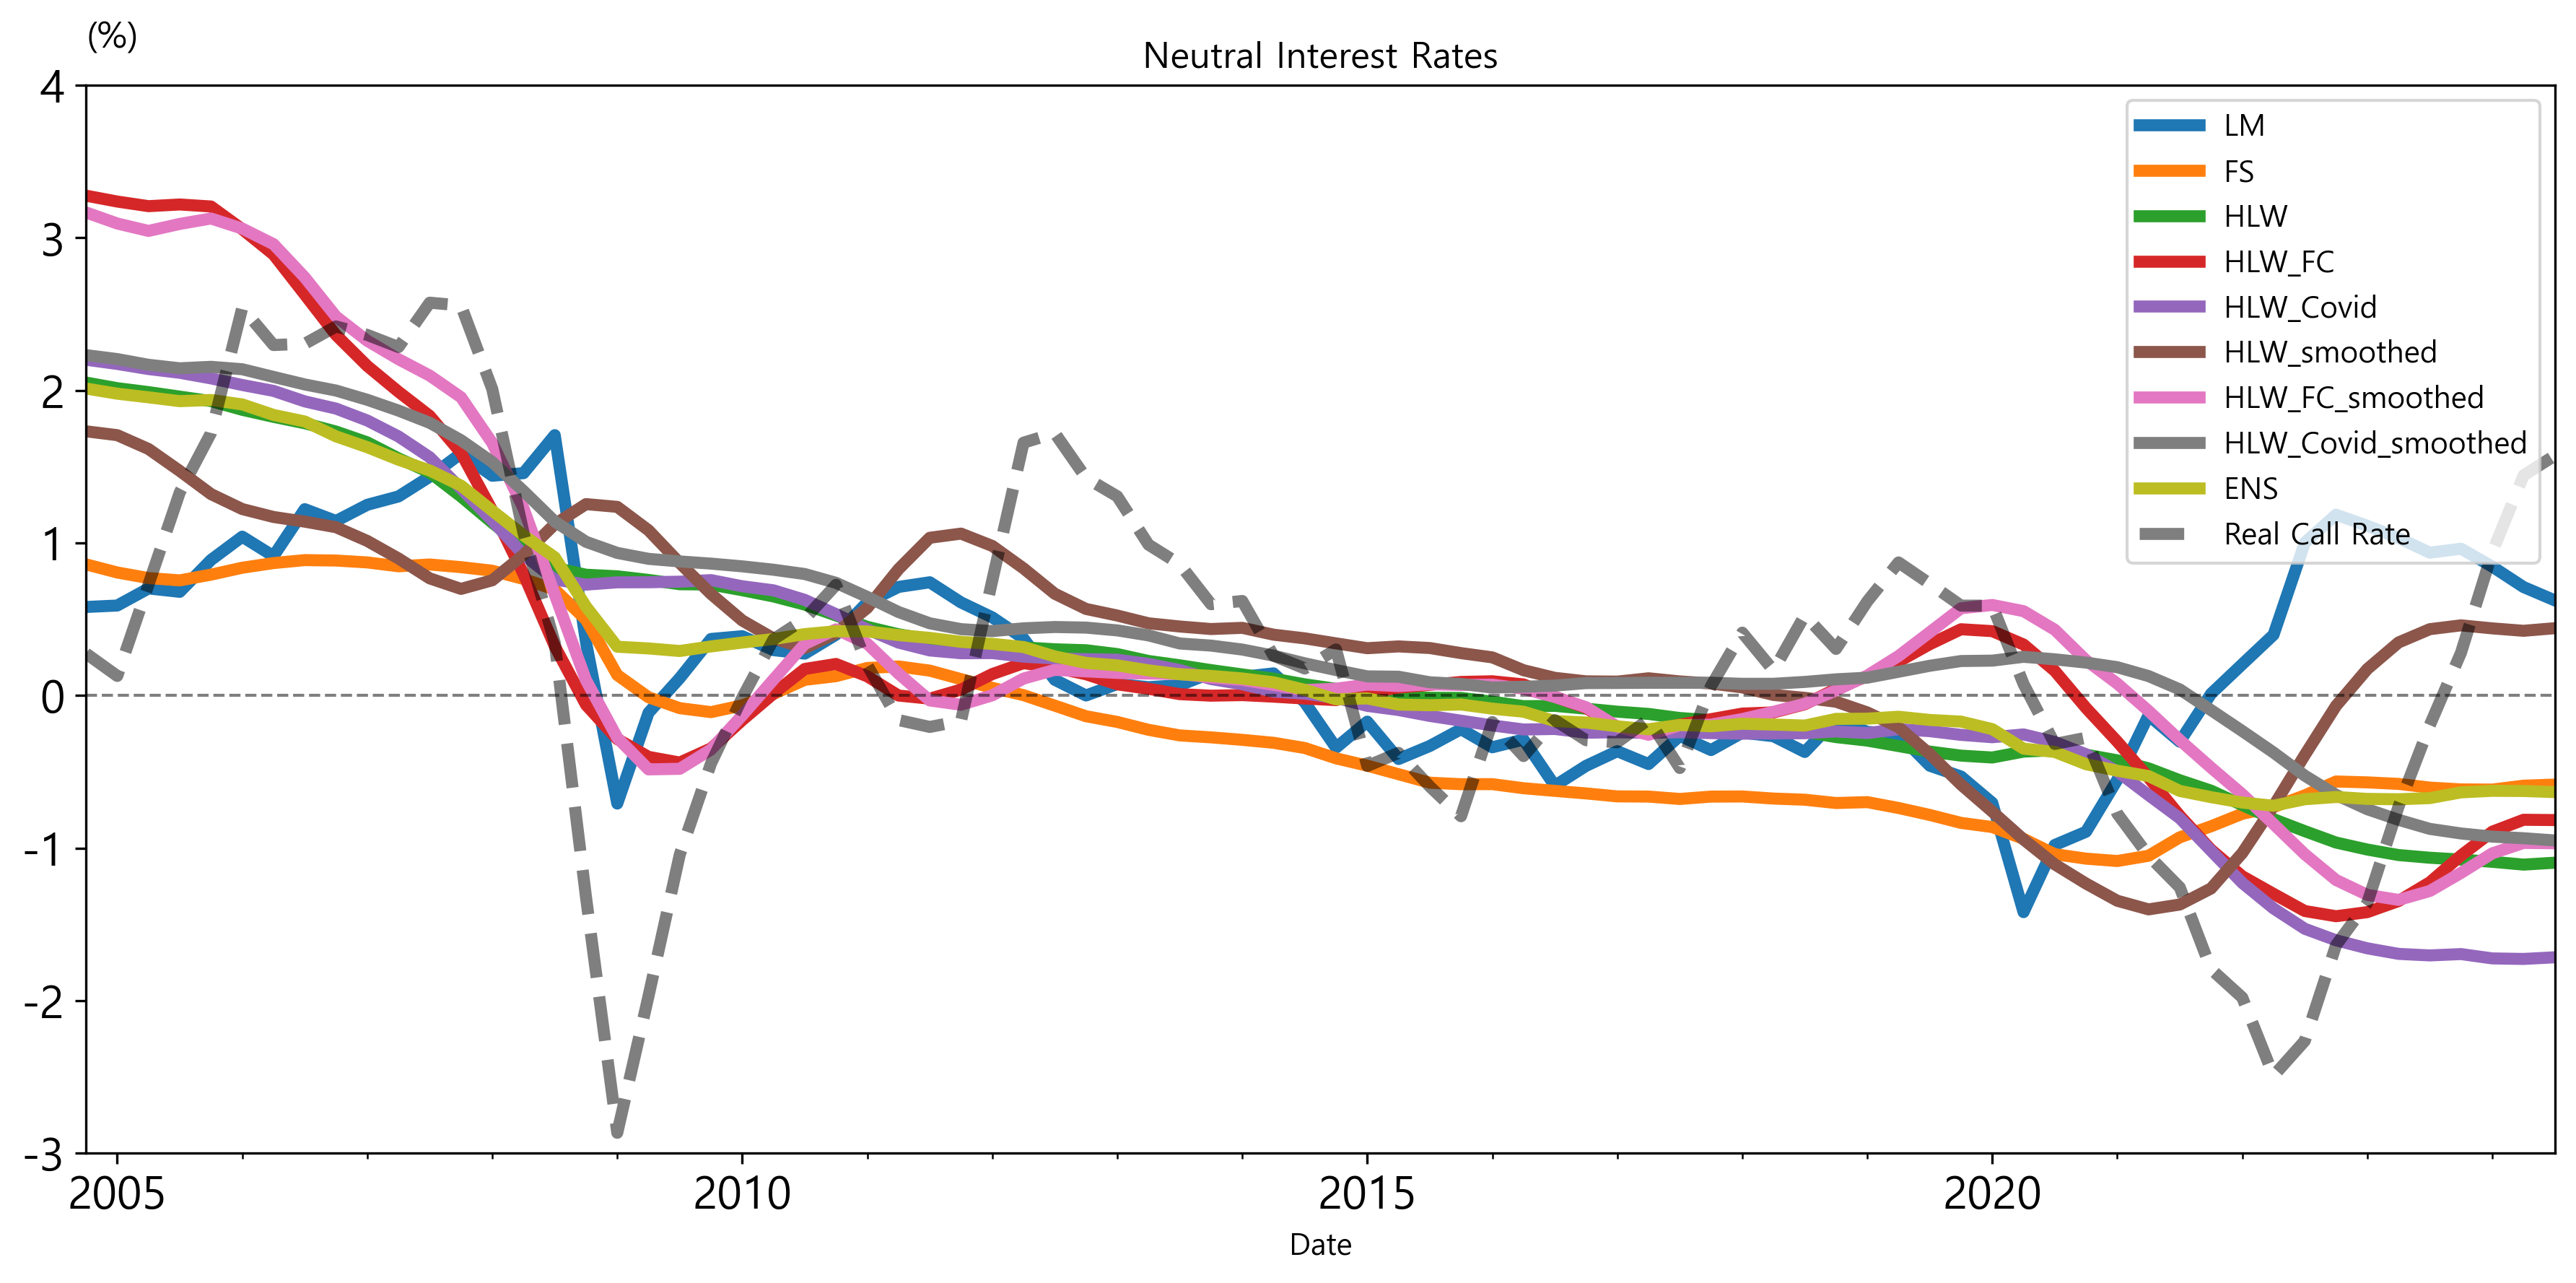 (%)
Neutral Interest Rates
4
3
2
1
0
-1
-2
-3
LM
FS
HLW
HLW_FC
HLW_Covid
HLW_smoothed
HLW_FC_smoothed
HLW_Covid_smoothed
ENS
Real Call Rate
2005 2010 2015 2020
Date